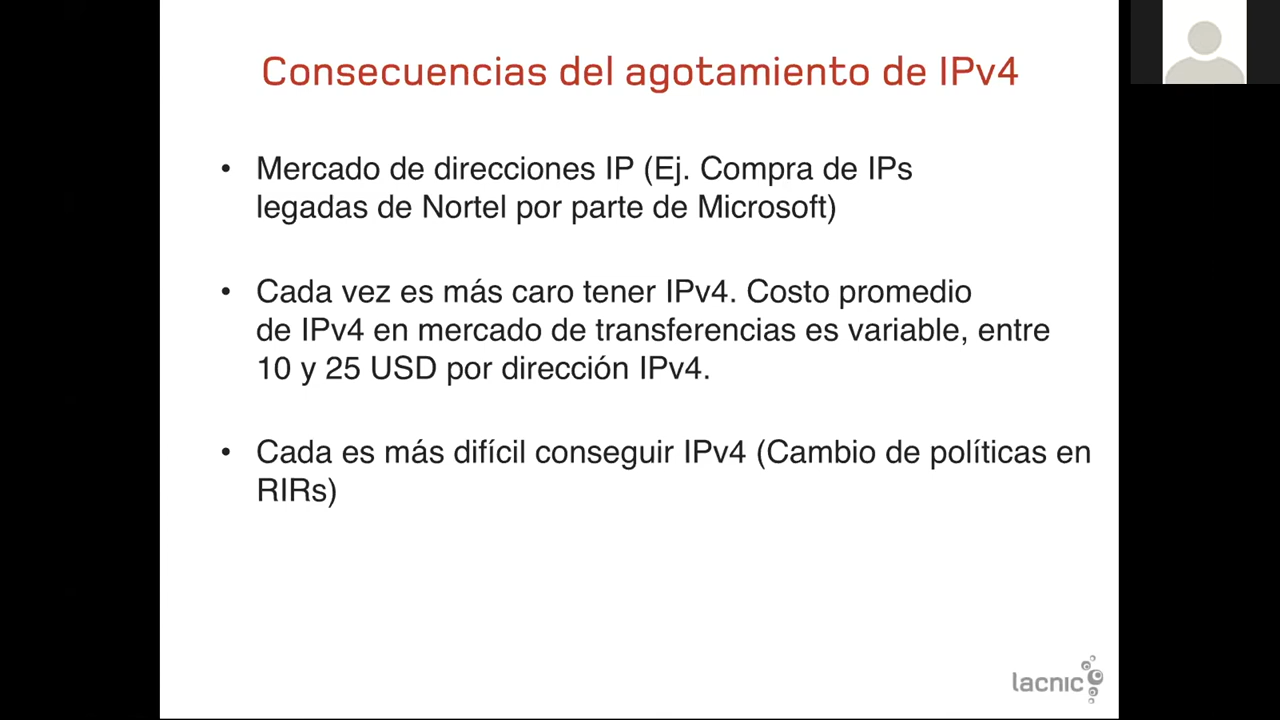 Consecuencias del agotamiento de IPv4
• Mercado de direcciones IP (Ej. Compra de IPs
legadas de Nortel por parte de Microsoft)
• Cada vez es más caro tener IPv4. Costo promedio
de IPv4 en mercado de transferencias es variable, entre
10 y 25 USD por dirección IPv4.
• Cada es más difícil conseguir IPv4 (Cambio de políticas en
RIRs)
lacnic